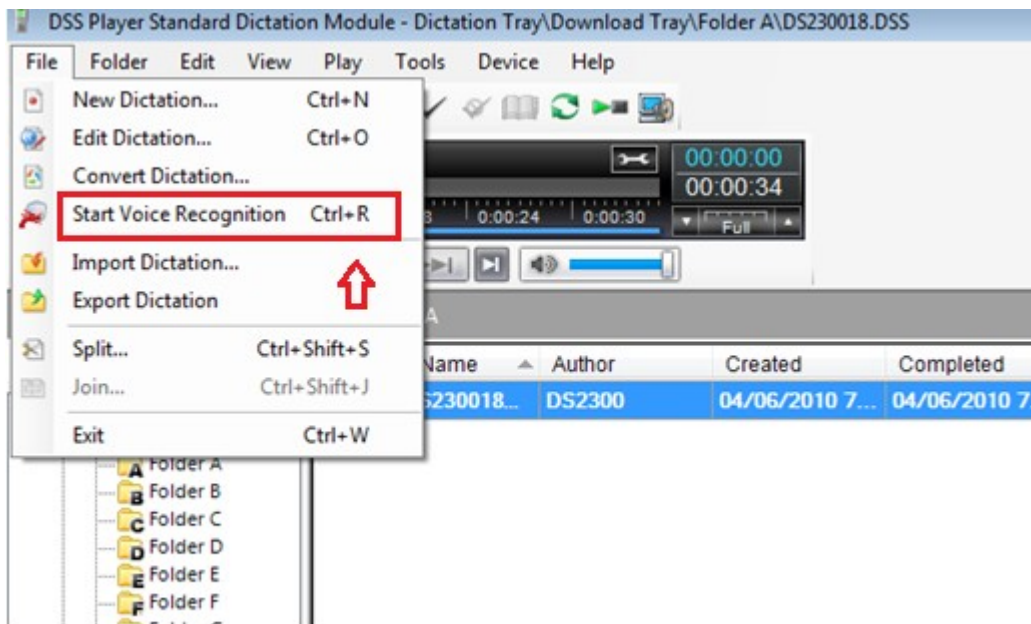 DSS Player Standard Dictation Module - Dictation Tray\Download Tray\Folder A\DS230018.DSS
File Folder Edit View Play Tools Device Help
New Dictation... Ctrl+N
Edit Dictation... Ctrl+O
Convert Dictation...
Start Voice Recognition Ctrl+R
Import Dictation...
Export Dictation
Split... Ctrl+Shift+S
Join... Ctrl+Shift+J
Exit Ctrl+W
00:00:00
00:00:34
0:00:24 0:00:30
Full
A
Name Author Created Completed
S230018... DS2300 04/06/2010 7... 04/06/2010 7
A Folder A
B Folder B
C Folder C
D Folder D
E Folder E
F Folder F